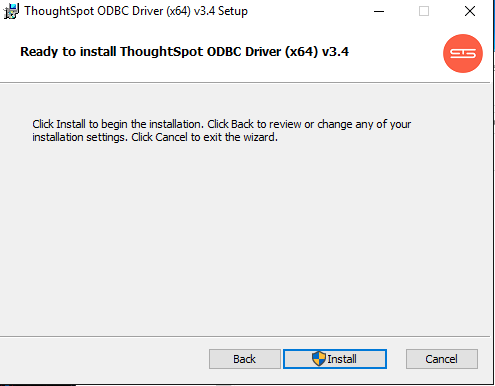 ThoughtSpot ODBC Driver (x64) v3.4 Setup
Ready to install ThoughtSpot ODBC Driver (x64) v3.4
Click Install to begin the installation. Click Back to review or change any of your
installation settings. Click Cancel to exit the wizard.
Back
Install
Cancel